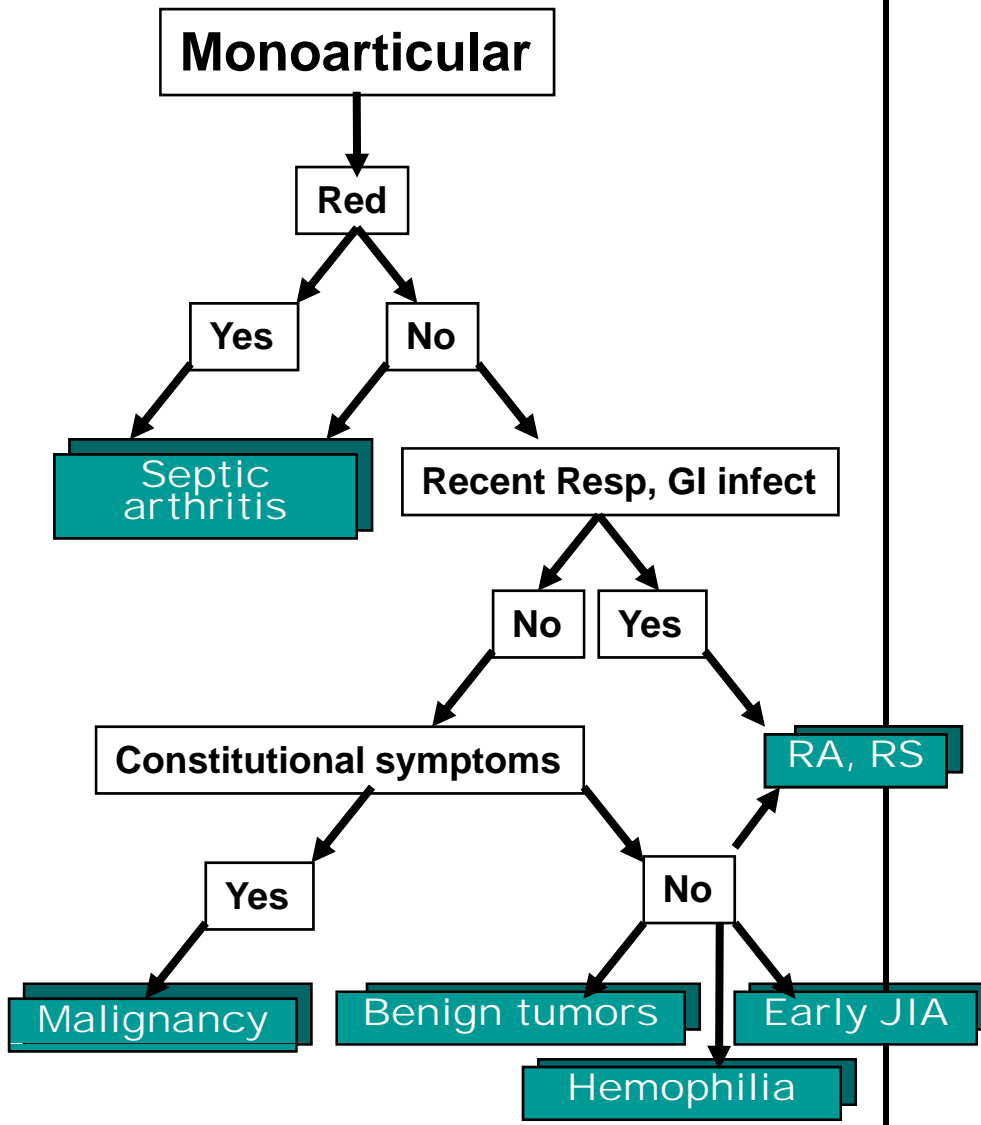 Monoarticular
Red
Yes
No
Septic
arthritis
Recent Resp, GI infect
No
Yes
Constitutional symptoms
RA, RS
Yes
No
Malignancy
Benign tumors
Early JIA
Hemophilia